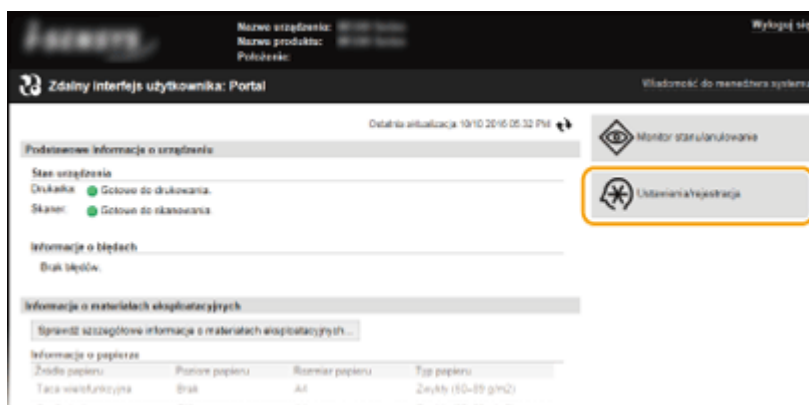 Nazwa urządzenia:
Nazwa produktu:
Położenie:
Wyloguj się
Zdalny interfejs użytkownika: Portal
Wiadomość do menedżera systemu
Ostatnia aktualizacja: 10/10 2016 05:32 PM
Podstawowe informacje o urządzeniu
Stan urządzenia
Drukarka: Gotowe do drukowania.
Skaner: Gotowe do skanowania.
Informacje o błędach
Brak błędów.
Informacje o materiałach eksploatacyjnych
Sprawdź szczegółowe informacje o materiałach eksploatacyjnych...
Informacje o papierze
Źródło papieru Poziom papieru Rozmiar papieru Typ papieru
Taca wielofunkcyjna Brak A4 Zwykły (60-89 g/m2)
Monitor stanu/anulowanie
Ustawienia/rejestracja